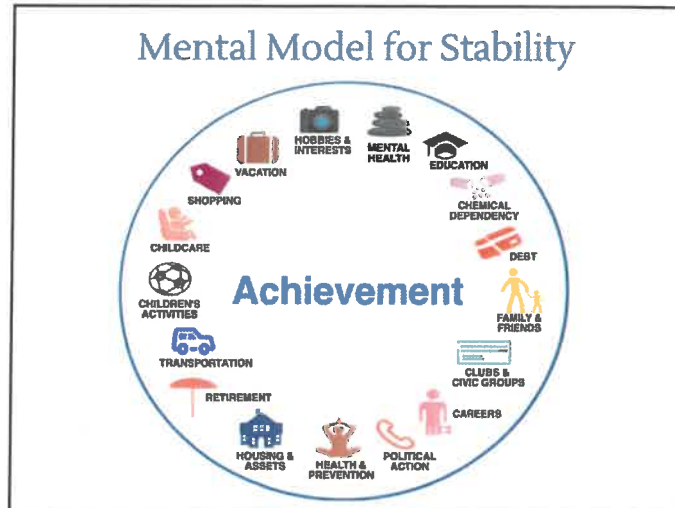 Mental Model for Stability
HOBBIES &
INTERESTS
MENTAL
HEALTH
EDUCATION
CHEMICAL
DEPENDENCY
DEBT
FAMILY &
FRIENDS
CLUBS &
CIVIC GROUPS
CAREERS
POLITICAL
ACTION
HEALTH &
PREVENTION
HOUSING &
ASSETS
RETIREMENT
TRANSPORTATION
CHILDREN'S
ACTIVITIES
CHILDCARE
SHOPPING
VACATION
Achievement